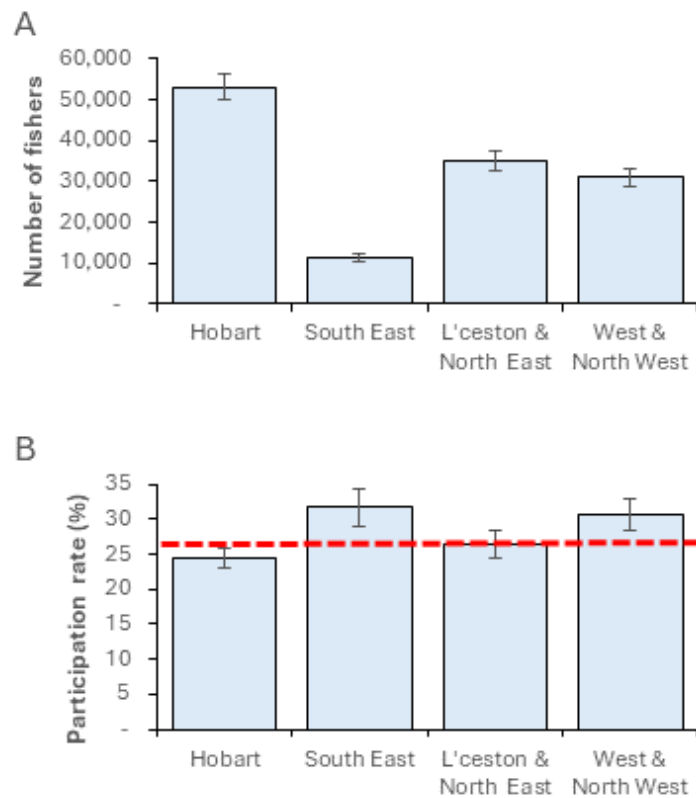 A
Number of fishers
60,000
50,000
40,000
30,000
20,000
10,000
-
Hobart
South East
L'ceston &
North East
West &
North West
B
Participation rate (%)
35
30
25
20
15
10
5
-
Hobart
South East
L'ceston &
North East
West &
North West